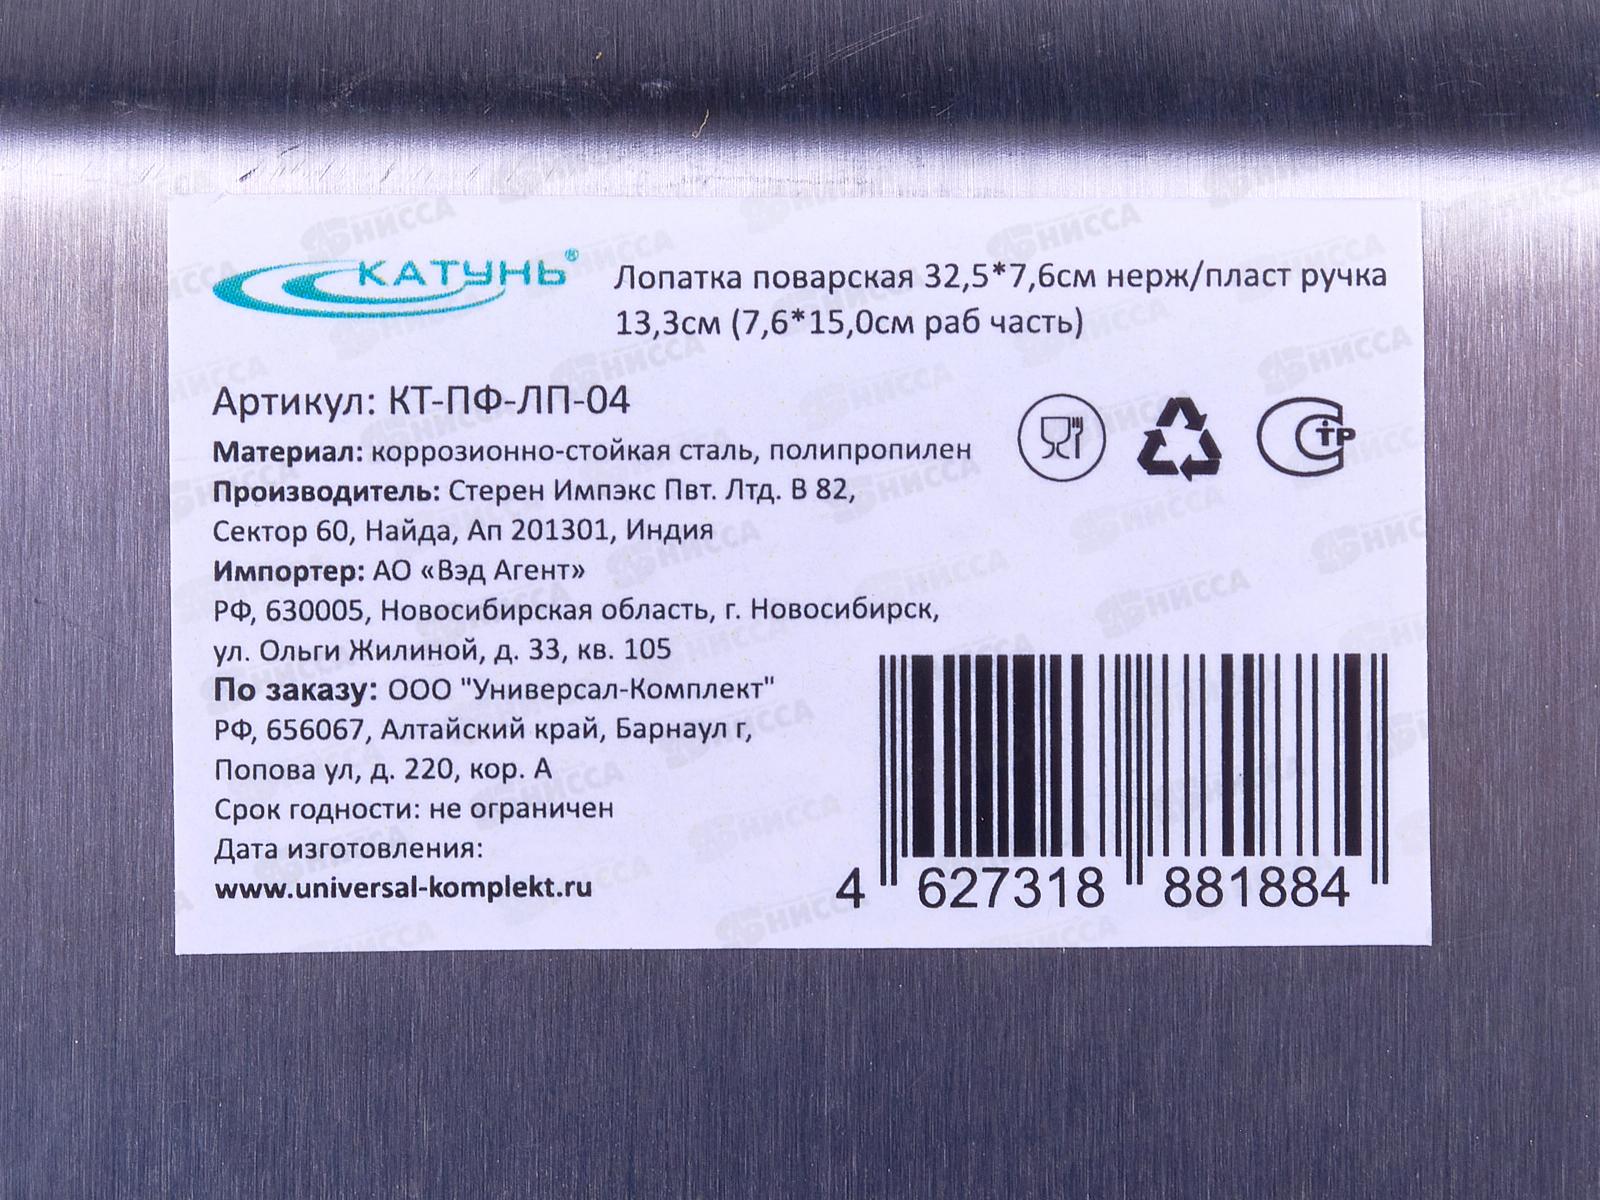 КАТУНЬ®
Лопатка поварская 32,5*7,6см нерж/пласт ручка
13,3см (7,6*15,0см раб часть)
Артикул: КТ-ПФ-ЛП-04
Материал: коррозионно-стойкая сталь, полипропилен
Производитель: Стерен Импэкс Пвт. Лтд. В 82,
Сектор 60, Найда, Ап 201301, Индия
Импортер: АО «Вэд Агент»
РФ, 630005, Новосибирская область, г. Новосибирск,
ул. Ольги Жилиной, д. 33, кв. 105
По заказу: ООО "Универсал-Комплект"
РФ, 656067, Алтайский край, Барнаул г,
Попова ул, д. 220, кор. А
Срок годности: не ограничен
Дата изготовления:
www.universal-komplekt.ru
СТР
4 627318 881884
НИССА